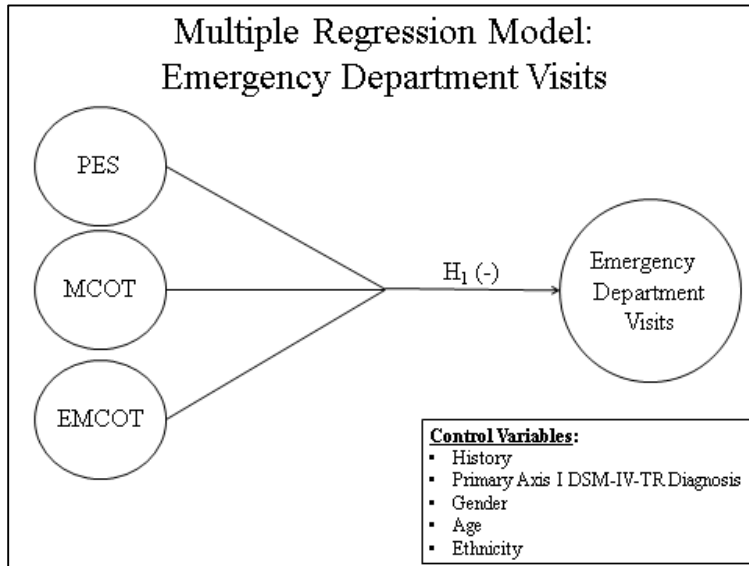 Multiple Regression Model:
Emergency Department Visits
PES
MCOT
EMCOT
H₁ (-)
Emergency
Department
Visits
Control Variables:
▪ History
▪ Primary Axis I DSM-IV-TR Diagnosis
▪ Gender
▪ Age
▪ Ethnicity